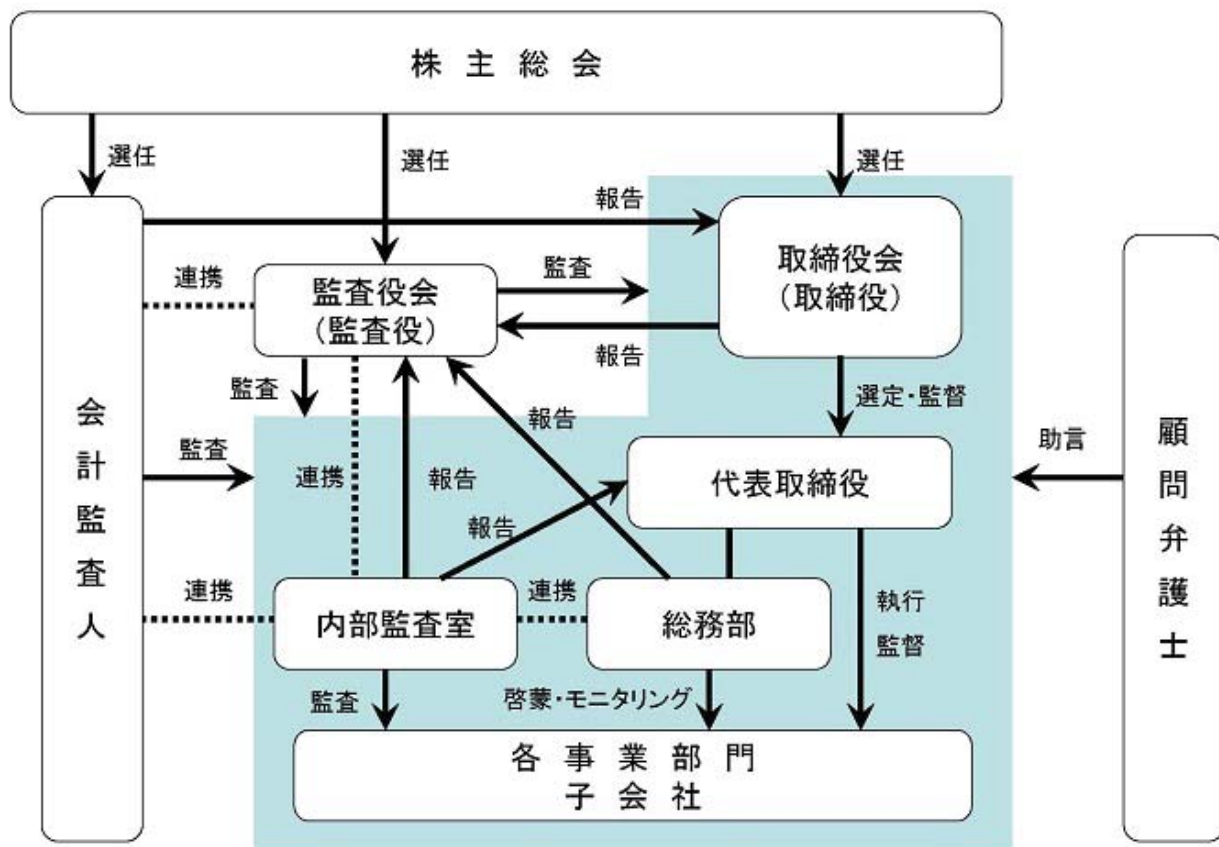 株主総会
選任
選任
選任
報告
取締役会
(取締役)
連携
監査
監査役会
(監査役)
報告
監査
選定・監督
会計監査人
顧問弁護士
報告
助言
監査
連携
報告
代表取締役
報告
連携
内部監査室
連携
総務部
執行
監督
監査
啓蒙・モニタリング
各事業部門
子会社